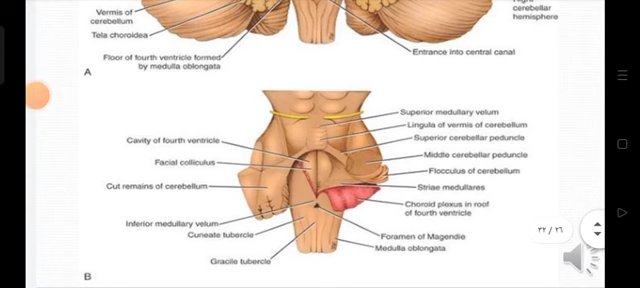 Vermis of
cerebellum
Tela choroidea
Floor of fourth ventricle formed
by medulla oblongata
cerebellar
hemisphere
Entrance into central canal
A
Superior medullary velum
Lingula of vermis of cerebellum
Superior cerebellar peduncle
Middle cerebellar peduncle
Flocculus of cerebellum
Striae medullares
Choroid plexus in roof
of fourth ventricle
Foramen of Magendie
Medulla oblongata
Cavity of fourth ventricle
Facial colliculus
Cut remains of cerebellum
Inferior medullary velum
Cuneate tubercle
Gracile tubercle
B
٣٢ / ٢٦